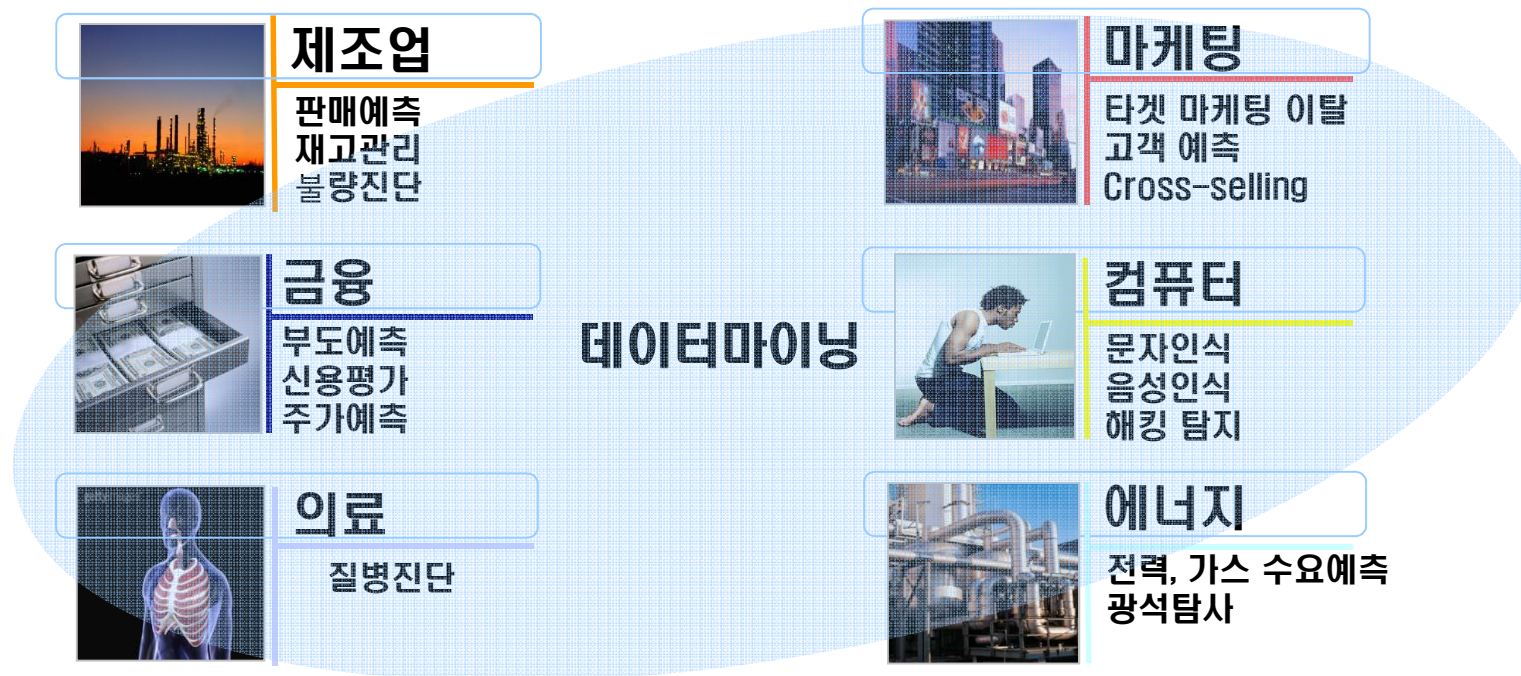 제조업
판매예측
재고관리
불량진단
마케팅
타겟 마케팅 이탈
고객 예측
Cross-selling
금융
부도예측
신용평가
주가예측
데이터마이닝
컴퓨터
문자인식
음성인식
해킹 탐지
의료
질병진단
에너지
전력, 가스 수요예측
광석탐사